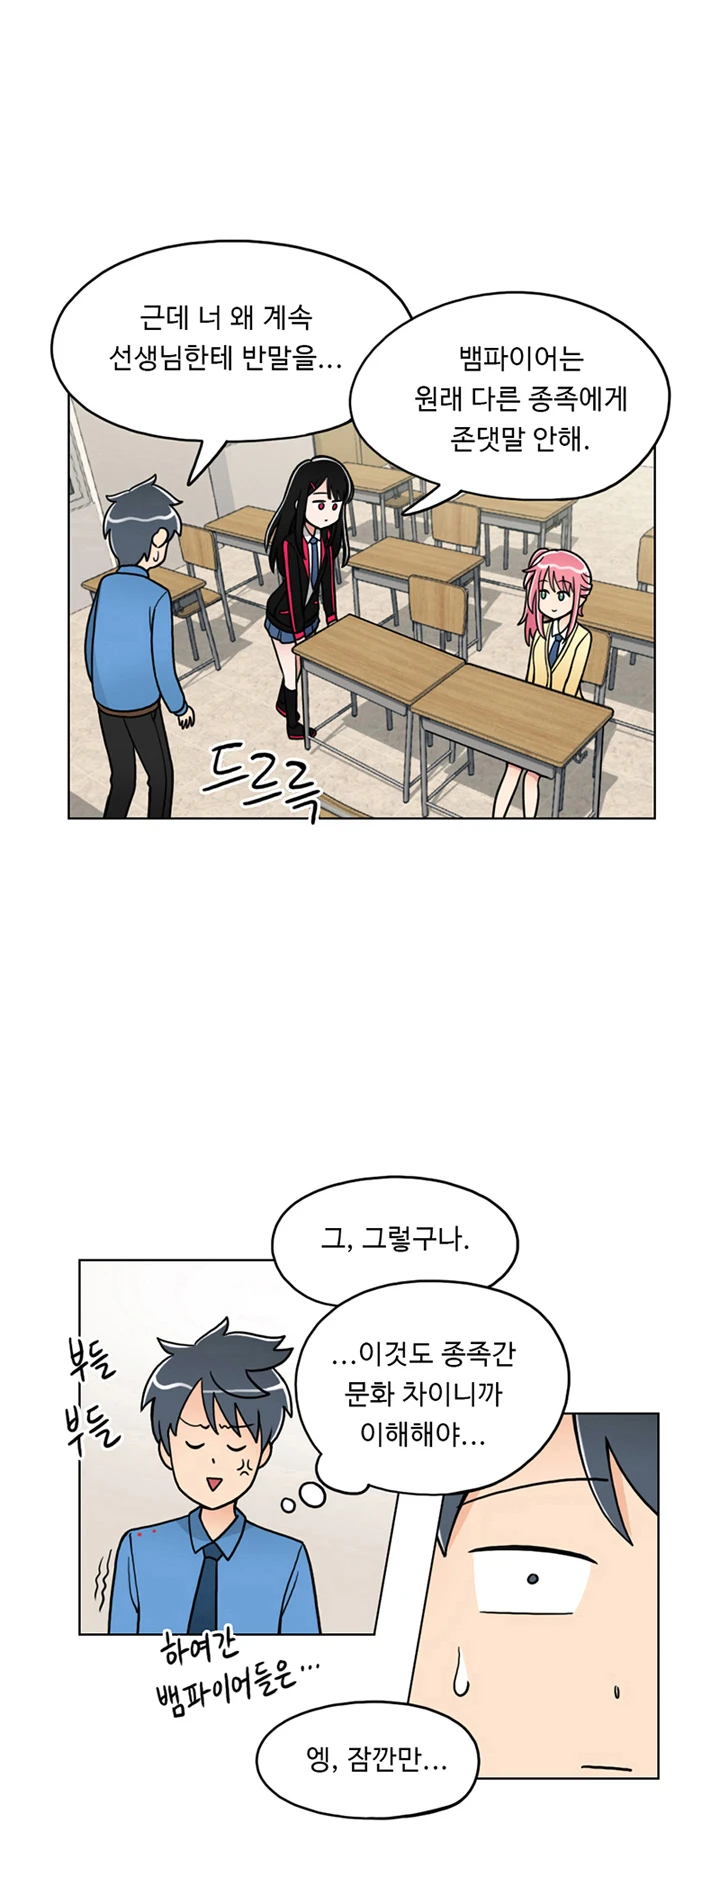 근데 너 왜 계속
선생님한테 반말을...
뱀파이어는
원래 다른 종족에게
존댓말 안해.
드르륵
그, 그렇구나.
...이것도 종족간
문화 차이니까
이해해야...
부들
부들
하여간
뱀파이어들은...
엥, 잠깐만...